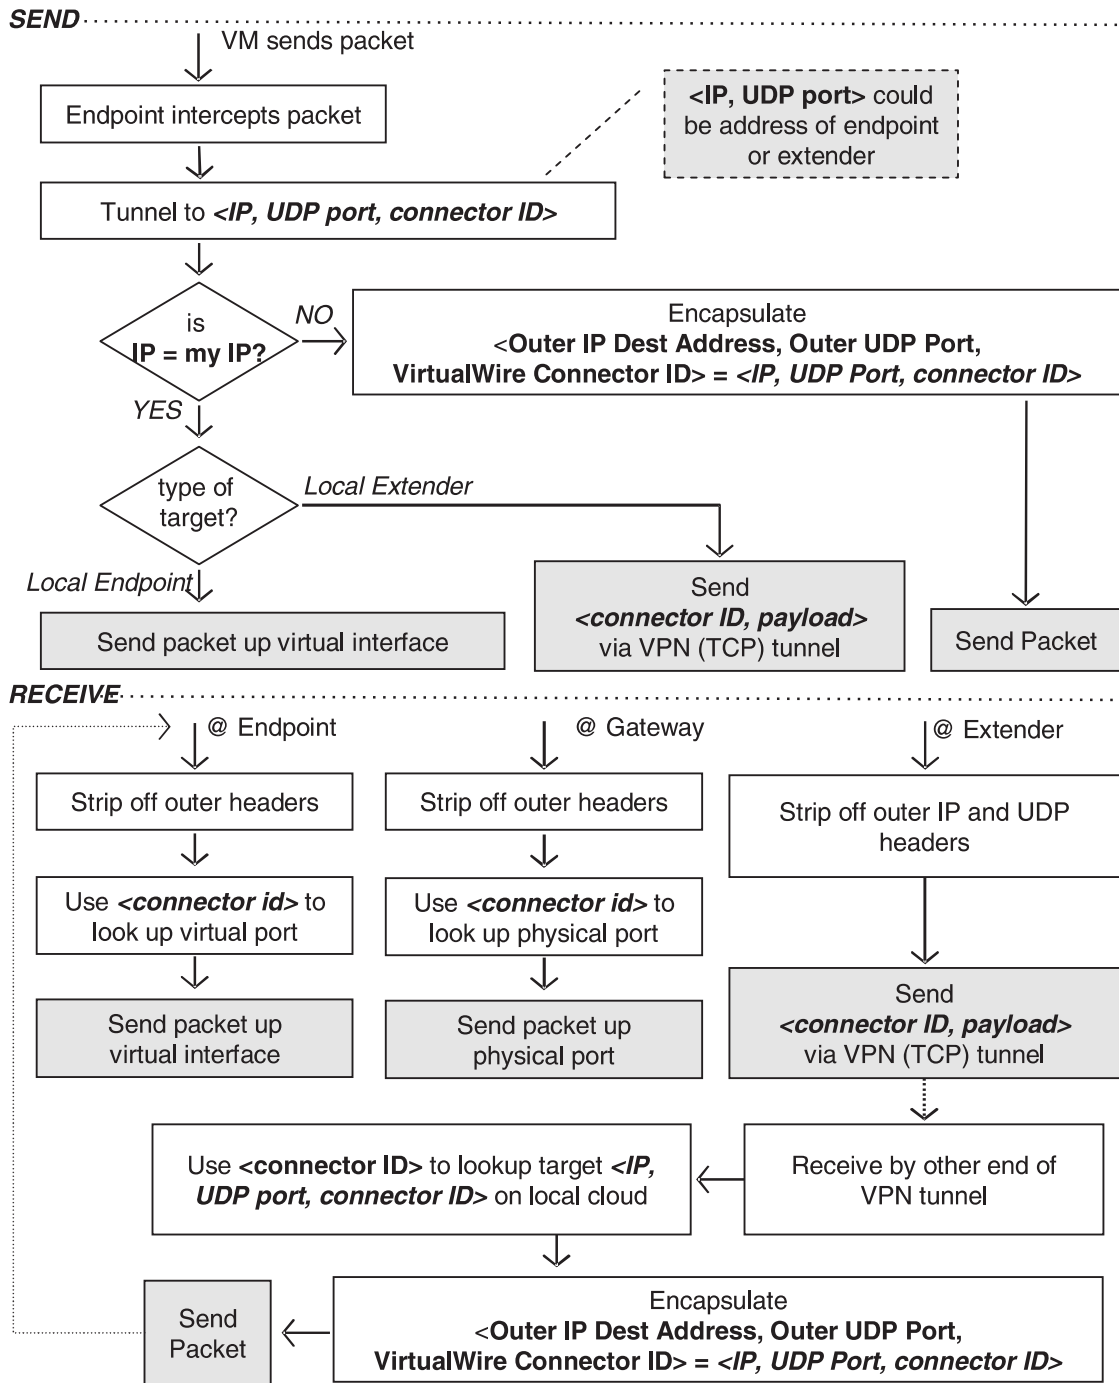 SEND
VM sends packet
Endpoint intercepts packet
<IP, UDP port> could
be address of endpoint
or extender
Tunnel to <IP, UDP port, connector ID>
is
IP = my IP?
NO
Encapsulate
<Outer IP Dest Address, Outer UDP Port,
VirtualWire Connector ID> = <IP, UDP Port, connector ID>
YES
type of
target?
Local Extender
Local Endpoint
Send packet up virtual interface
Send
<connector ID, payload>
via VPN (TCP) tunnel
Send Packet
RECEIVE
@ Endpoint
@ Gateway
@ Extender
Strip off outer headers
Strip off outer headers
Strip off outer IP and UDP
headers
Use <connector id> to
look up virtual port
Use <connector id> to
look up physical port
Send packet up
virtual interface
Send packet up
physical port
Send
<connector ID, payload>
via VPN (TCP) tunnel
Use <connector ID> to lookup target <IP,
UDP port, connector ID> on local cloud
Receive by other end of
VPN tunnel
Send
Packet
Encapsulate
<Outer IP Dest Address, Outer UDP Port,
VirtualWire Connector ID> = <IP, UDP Port, connector ID>